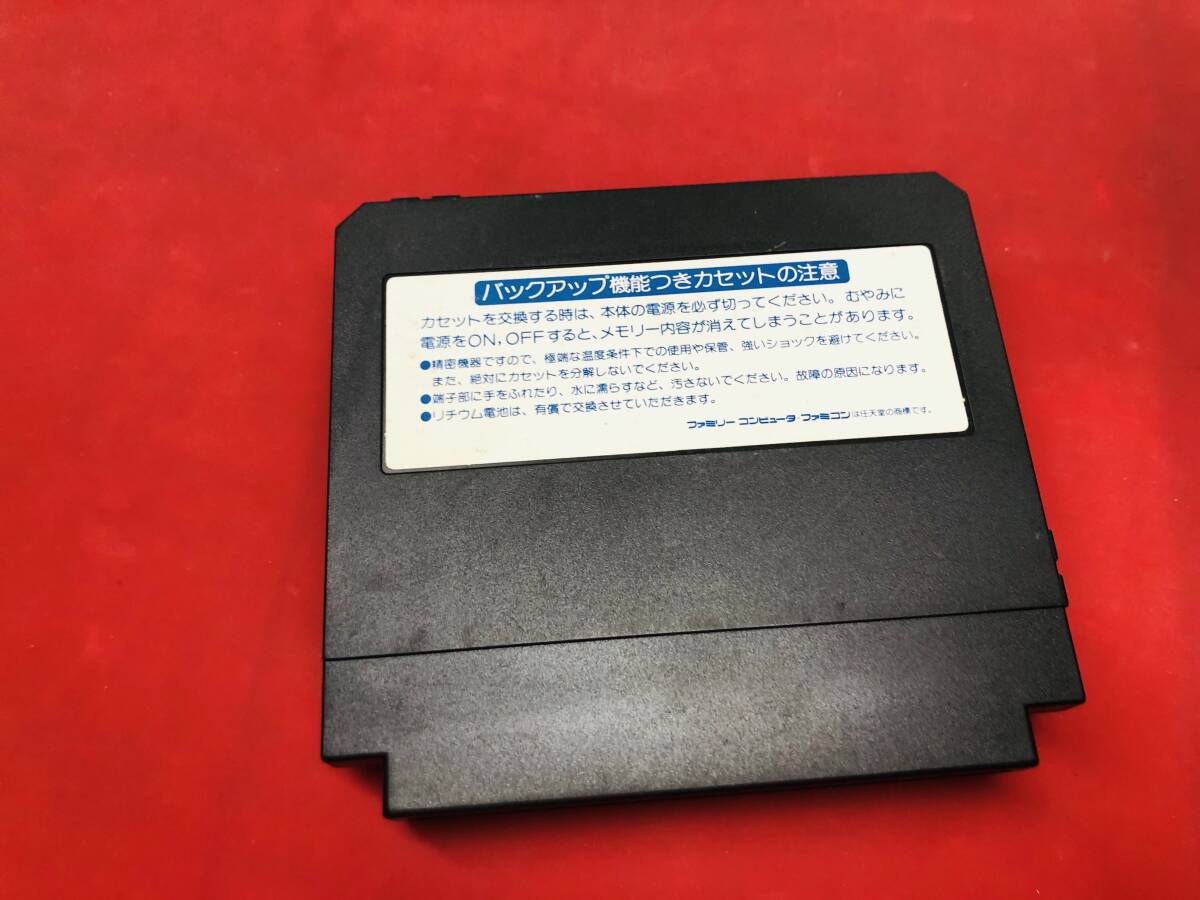 バックアップ機能つきカセットの注意
カセットを交換する時は、本体の電源を必ず切ってください。むやみに
電源をON,OFFすると、メモリー内容が消えてしまうことがあります。
●精密機器ですので、極端な温度条件下での使用や保管、強いショックを避けてください。
また、絶対にカセットを分解しないでください。
●端子部に手をふれたり、水に濡らすなど、汚さないでください。故障の原因になります。
●リチウム電池は、有償で交換させていただきます。
ファミリー コンピュータ・ファミコンは任天堂の商標です。